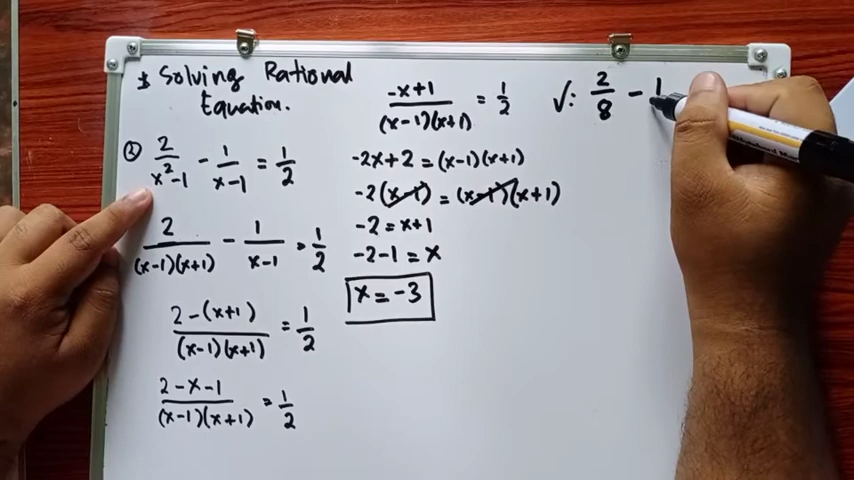 * Solving Rational
Equation.
② 2/(x²-1) - 1/(x-1) = 1/2
2/((x-1)(x+1)) - 1/(x-1) = 1/2
(2-(x+1))/((x-1)(x+1)) = 1/2
(2-x-1)/((x-1)(x+1)) = 1/2
(-x+1)/((x-1)(x+1)) = 1/2
-2x+2 = (x-1)(x+1)
-2(x-1) = (x-1)(x+1)
-2 = x+1
-2-1 = x
x = -3
√: 2/8 - 1